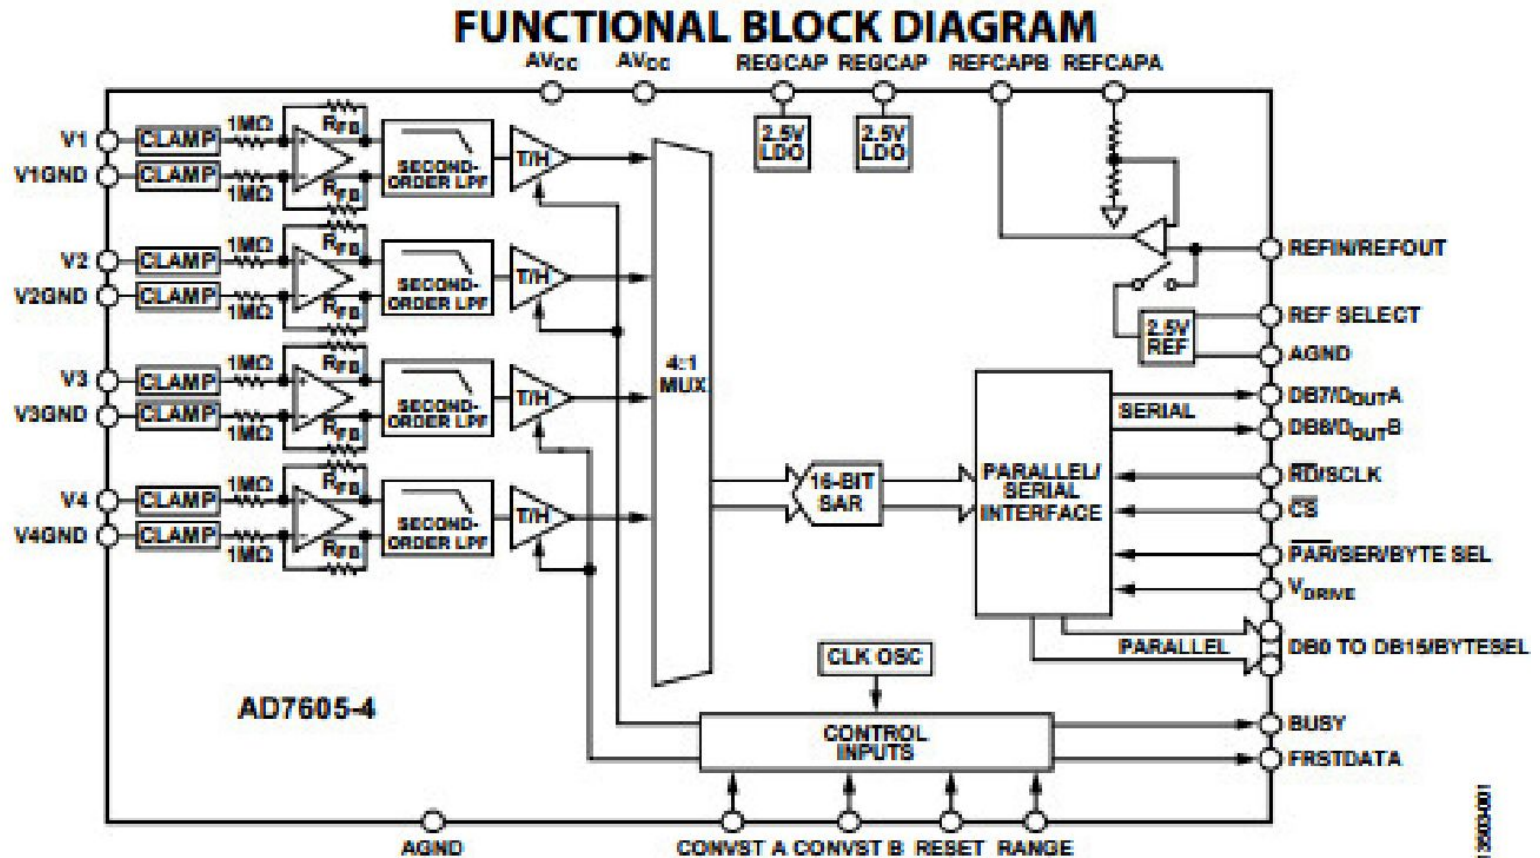 FUNCTIONAL BLOCK DIAGRAM
AVCC AVCC REGCAP REGCAP REFCAPB REFCAPA
V1 CLAMP 1MΩ RFB
V1GND CLAMP 1MΩ RFB
SECOND-
ORDER LPF
T/H
2.5V
LDO
2.5V
LDO
V2 CLAMP 1MΩ RFB
V2GND CLAMP 1MΩ RFB
SECOND-
ORDER LPF
T/H
V3 CLAMP 1MΩ RFB
V3GND CLAMP 1MΩ RFB
SECOND-
ORDER LPF
T/H
V4 CLAMP 1MΩ RFB
V4GND CLAMP 1MΩ RFB
SECOND-
ORDER LPF
T/H
4:1
MUX
16-BIT
SAR
PARALLEL/
SERIAL
INTERFACE
2.5V
REF
REFIN/REFOUT
REF SELECT
AGND
SERIAL
DB7/DOUTA
DB8/DOUTB
RD/SCLK
CS
PAR/SER/BYTE SEL
VDRIVE
PARALLEL
DB0 TO DB15/BYTESEL
CLK OSC
CONTROL
INPUTS
BUSY
FRSTDATA
AD7605-4
AGND CONVST A CONVST B RESET RANGE
13503-001